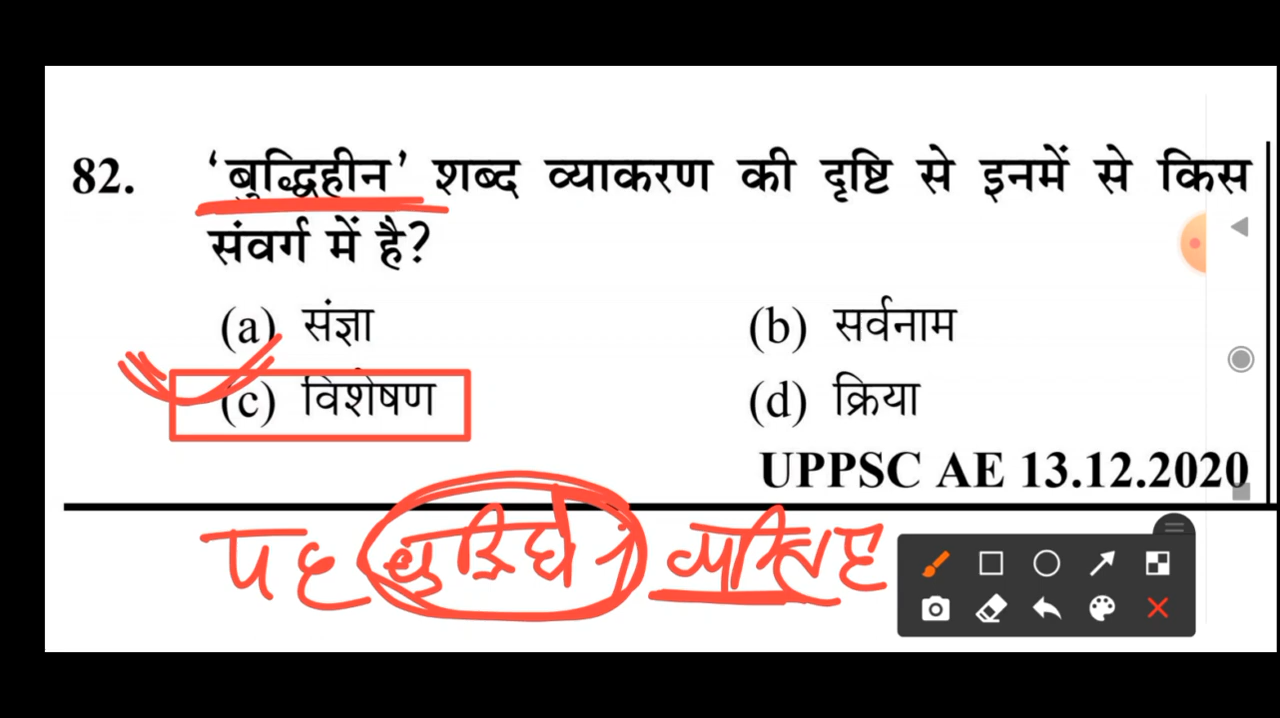 82. ‘बुद्धिहीन’ शब्द व्याकरण की दृष्टि से इनमें से किस
संवर्ग में है?
(a) संज्ञा (b) सर्वनाम
(c) विशेषण (d) क्रिया
UPPSC AE 13.12.2020